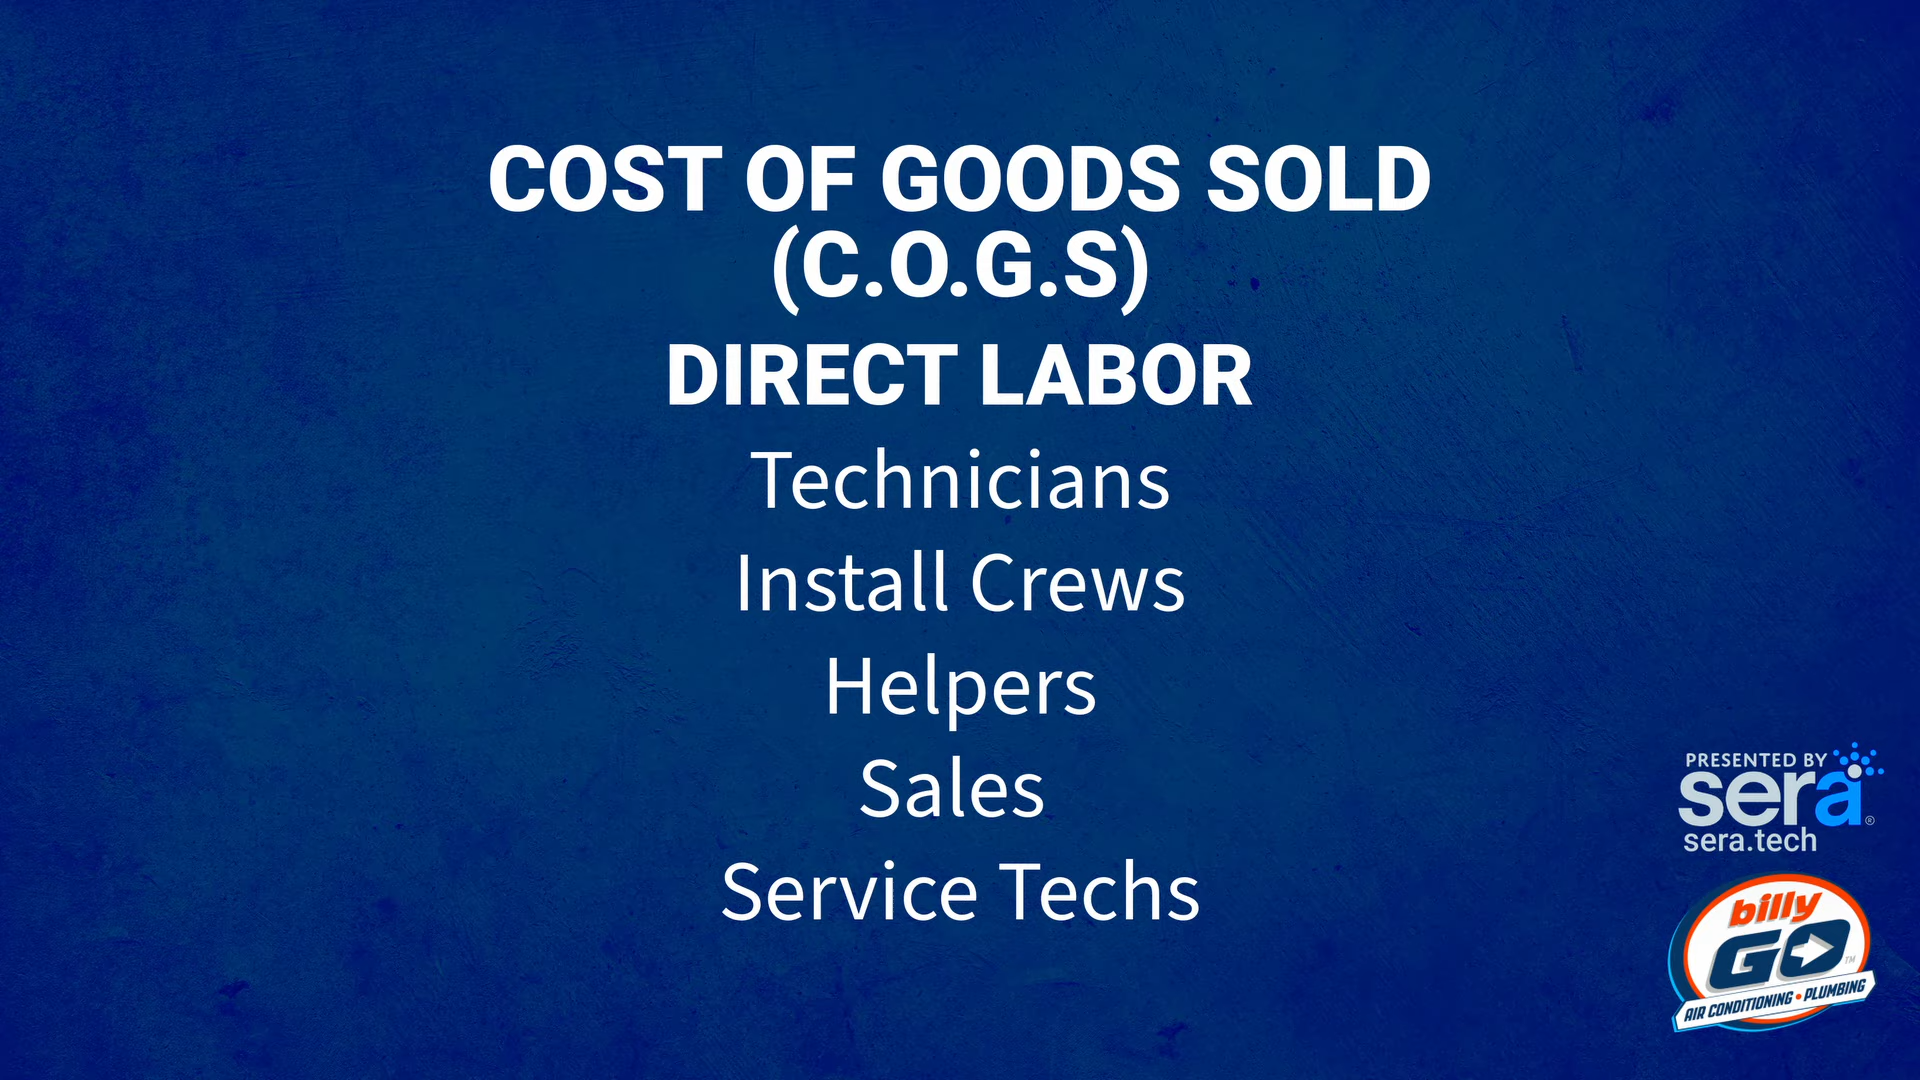 COST OF GOODS SOLD
(C.O.G.S)
DIRECT LABOR
Technicians
Install Crews
Helpers
Sales
Service Techs
PRESENTED BY
sera®
sera.tech
billy
GO™
AIR CONDITIONING • PLUMBING